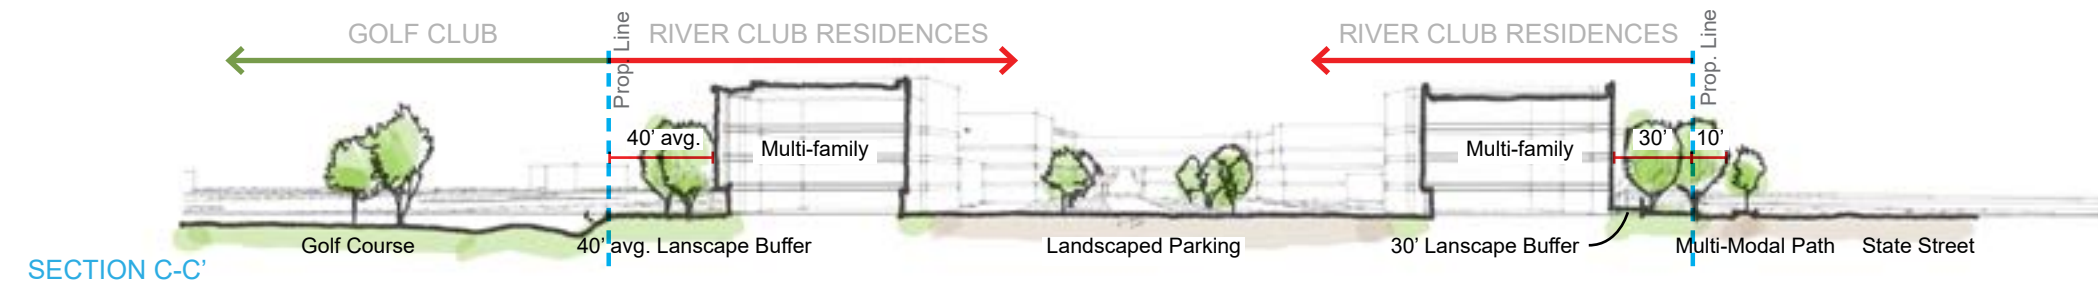 GOLF CLUB
Prop. Line
RIVER CLUB RESIDENCES
RIVER CLUB RESIDENCES
Prop. Line
40’ avg.
Multi-family
Multi-family
30’
10’
Golf Course
40’ avg. Lanscape Buffer
Landscaped Parking
30’ Lanscape Buffer
Multi-Modal Path
State Street
SECTION C-C’